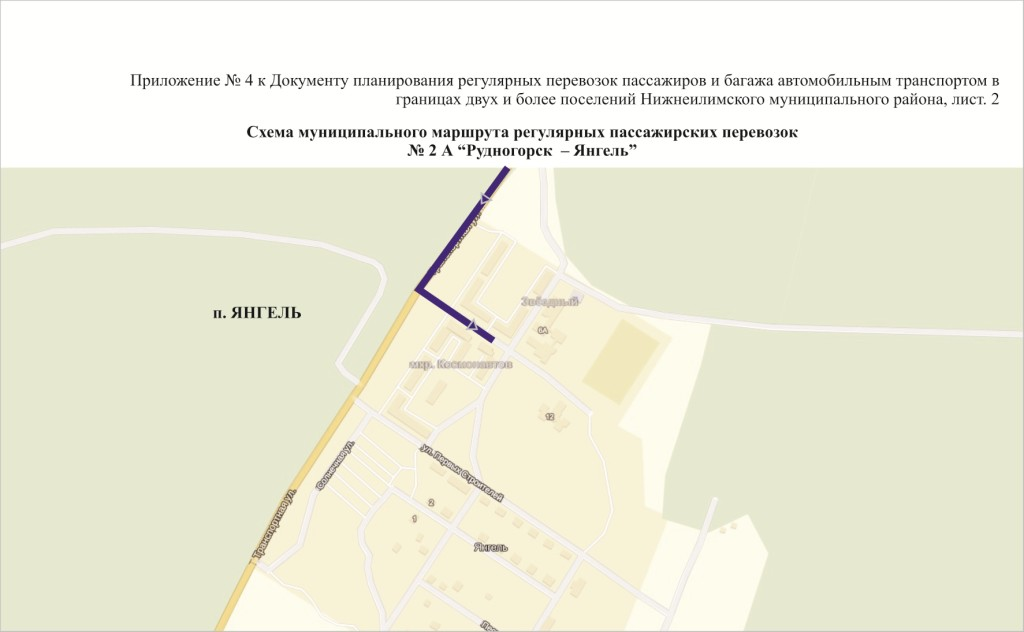 Приложение № 4 к Документу планирования регулярных перевозок пассажиров и багажа автомобильным транспортом в
границах двух и более поселений Нижнеилимского муниципального района, лист. 2
Схема муниципального маршрута регулярных пассажирских перевозок
№ 2 А “Рудногорск – Янгель”
Звёздный
п. ЯНГЕЛЬ
6А
мкр. Космонавтов
12
ул. Первых Строителей
Солнечная ул.
2
Транспортная ул.
1
Янгель